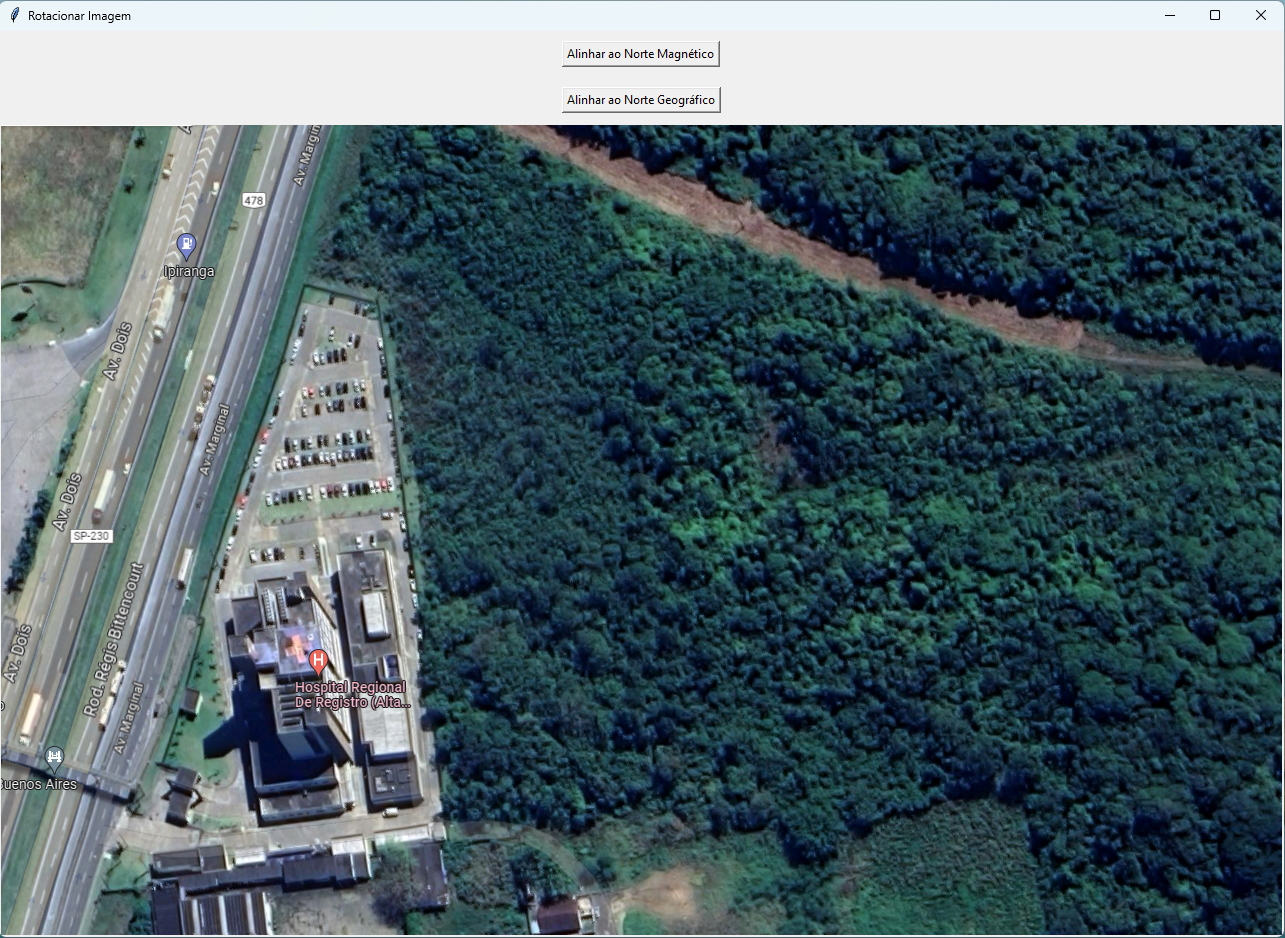 Rotacionar Imagem
Alinhar ao Norte Magnético
Alinhar ao Norte Geográfico
Av. Margin
478
Ipiranga
Av. Dois
Av. Marginal
Av. Dois
SP-230
Rod. Régis Bittencourt
Av. Dois
Hospital Regional
De Registro (Alta...
Av. Marginal
Buenos Aires